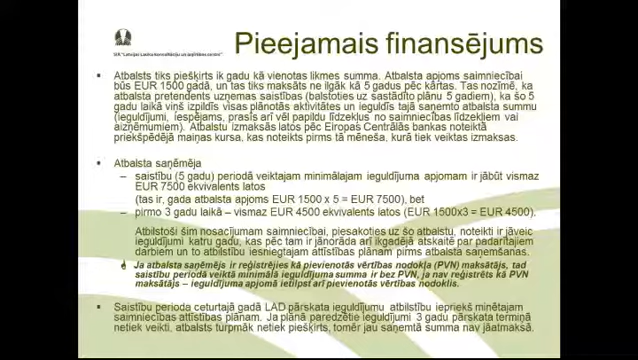 Pieejamais finansējums
SIA "Latvijas Lauku konsultāciju un izglītības centrs"
Atbalsts tiks piešķirts ik gadu kā vienotas likmes summa. Atbalsta apjoms saimniecībai
būs EUR 1500 gadā, un tas tiks maksāts ne ilgāk kā 5 gadus pēc kārtas. Tas nozīmē, ka
atbalsta pretendents uzņemas saistības (balstoties uz sastādīto plānu 5 gadiem), ka šo 5
gadu laikā viņš izpildīs visas plānotās aktivitātes un ieguldīs tajā saņemto atbalsta summu
(ieguldījumi, iespējams, prasīs arī vēl papildu līdzekļus no saimniecības līdzekļiem vai
aizņēmumiem). Atbalstu izmaksās latos pēc Eiropas Centrālās bankas noteiktā
priekšpēdējā maiņas kursa, kas noteikts pirms tā mēneša, kurā tiek veiktas izmaksas.
Atbalsta saņēmēja
– saistību (5 gadu) periodā veiktajam minimālajam ieguldījuma apjomam ir jābūt vismaz
EUR 7500 ekvivalents latos
(tas ir, gada atbalsta apjoms EUR 1500 x 5 = EUR 7500), bet
– pirmo 3 gadu laikā – vismaz EUR 4500 ekvivalents latos (EUR 1500x3 = EUR 4500).
Atbilstoši šim nosacījumam saimniecībai, piesakoties uz šo atbalstu, noteikti ir jāveic
ieguldījumi katru gadu, kas pēc tam ir jānorāda arī ikgadējā atskaitē par padarītajiem
darbiem un to atbilstību iesniegtajam attīstības plānam pirms atbalsta saņemšanas.
Ja atbalsta saņēmējs ir reģistrējies kā pievienotās vērtības nodokļa (PVN) maksātājs, tad
saistību periodā veiktā minimālā ieguldījuma summa ir bez PVN, ja nav reģistrēts kā PVN
maksātājs – ieguldījuma apjomā ietilpst arī pievienotās vērtības nodoklis.
Saistību perioda ceturtajā gadā LAD pārskata ieguldījumu atbilstību iepriekš minētajam
saimniecības attīstības plānam. Ja plānā paredzētie ieguldījumi 3 gadu pārskata termiņā
netiek veikti, atbalsts turpmāk netiek piešķirts, tomēr jau saņemtā summa nav jāatmaksā.